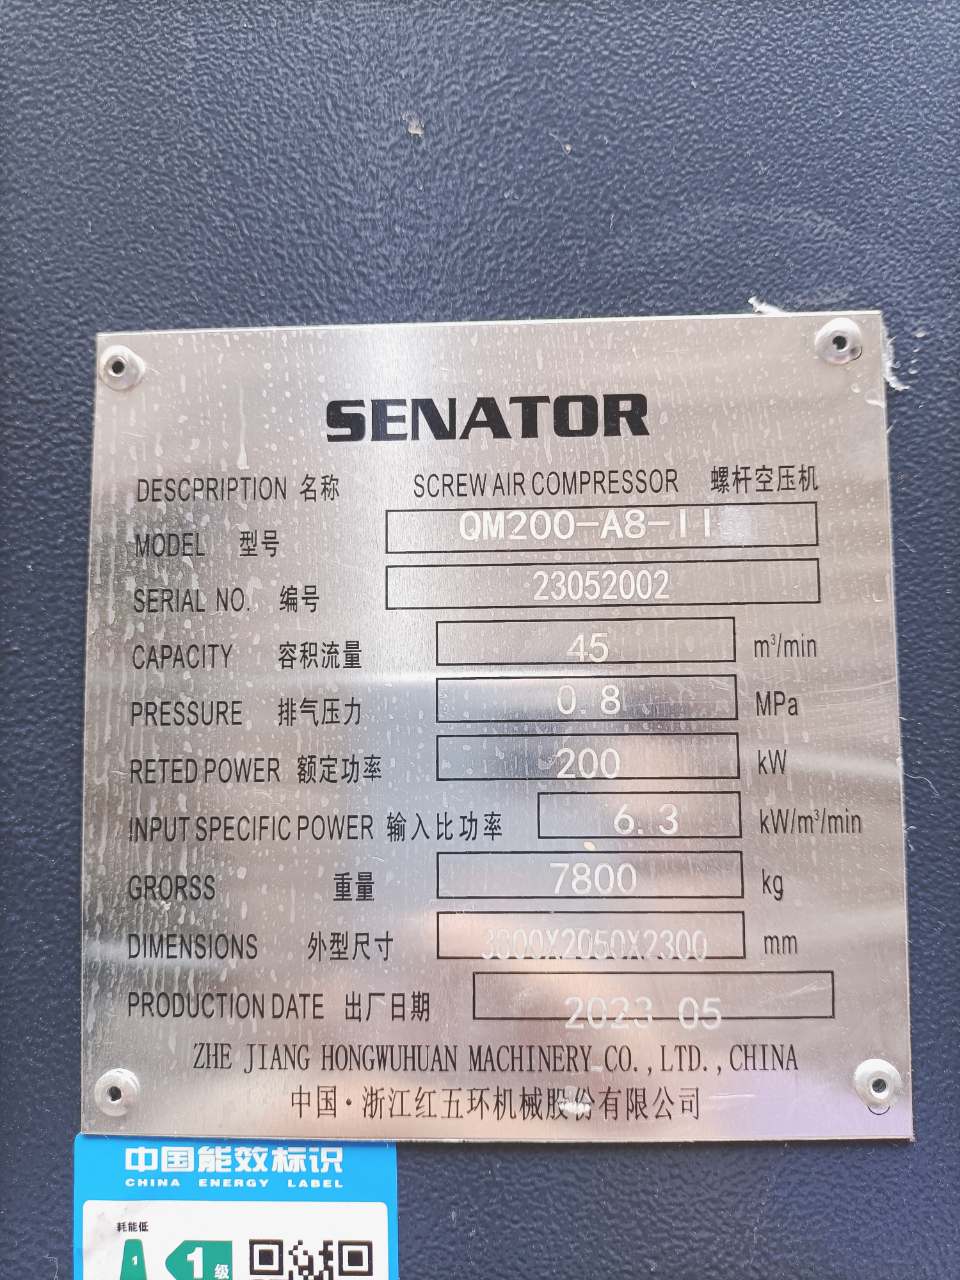 SENATOR
DESCPRIPTION 名称 SCREW AIR COMPRESSOR 螺杆空压机
MODEL 型号 QM200-A8-II
SERIAL NO. 编号 23052002
CAPACITY 容积流量 45 m³/min
PRESSURE 排气压力 0.8 MPa
RETED POWER 额定功率 200 kW
INPUT SPECIFIC POWER 输入比功率 6.3 kW/m³/min
GRORSS 重量 7800 kg
DIMENSIONS 外型尺寸 3300X2050X2300 mm
PRODUCTION DATE 出厂日期 2023 05
ZHE JIANG HONGWUHUAN MACHINERY CO.,LTD.,CHINA
中国·浙江红五环机械股份有限公司
中国能效标识
CHINA ENERGY LABEL
耗能低
1 1级